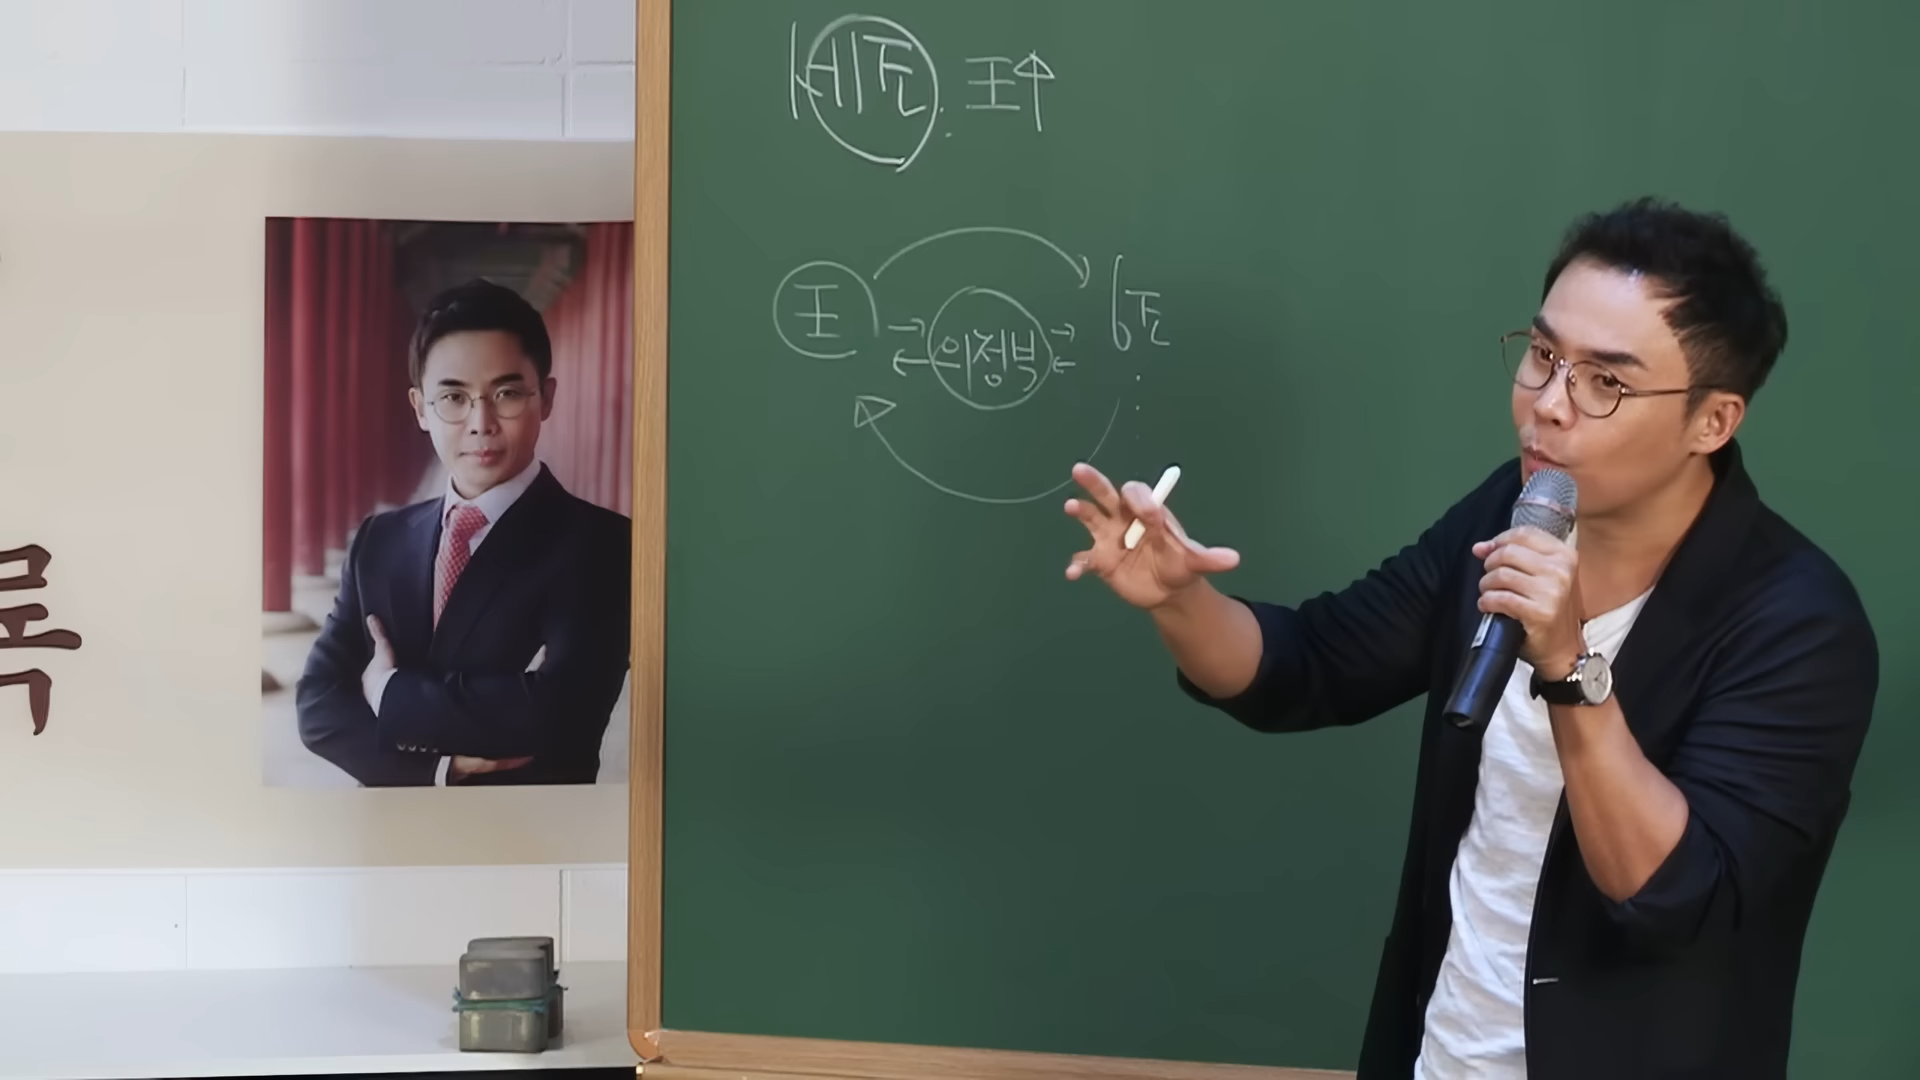 세조. 王↑
王 → ← 의정부 → ← 6조
록